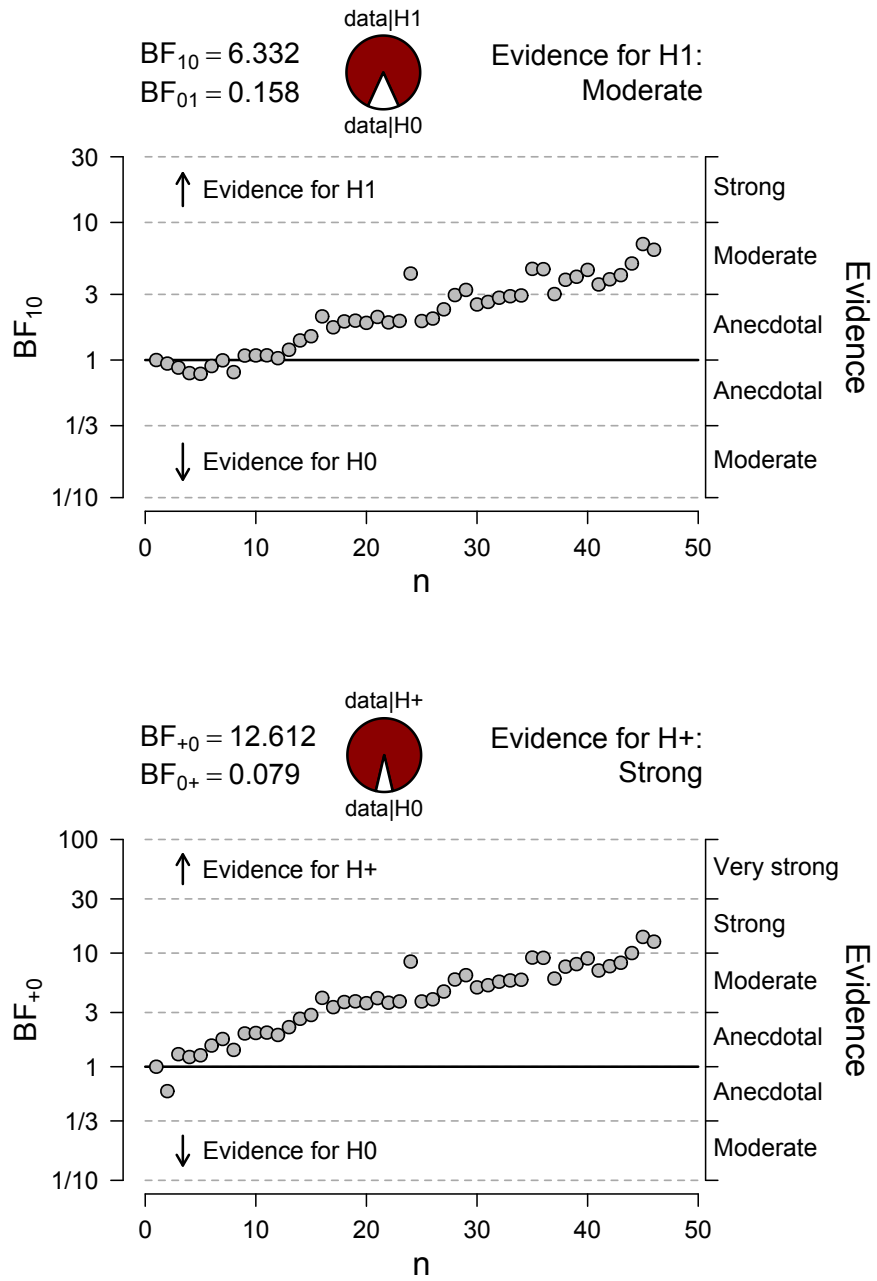 data|H1
BF10 = 6.332
BF01 = 0.158
data|H0
Evidence for H1:
Moderate
30
10
3
1
1/3
1/10
BF10
Evidence for H1
Evidence for H0
Strong
Moderate
Anecdotal
Anecdotal
Moderate
Evidence
0 10 20 30 40 50
n
data|H+
BF+0 = 12.612
BF0+ = 0.079
data|H0
Evidence for H+:
Strong
100
30
10
3
1
1/3
1/10
BF+0
Evidence for H+
Evidence for H0
Very strong
Strong
Moderate
Anecdotal
Anecdotal
Moderate
Evidence
0 10 20 30 40 50
n